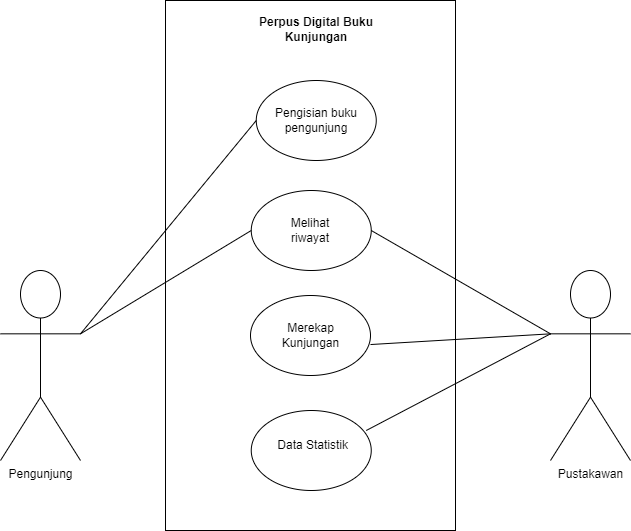 Perpus Digital Buku
Kunjungan
Pengisian buku
pengunjung
Melihat
riwayat
Merekap
Kunjungan
Data Statistik
Pengunjung
Pustakawan